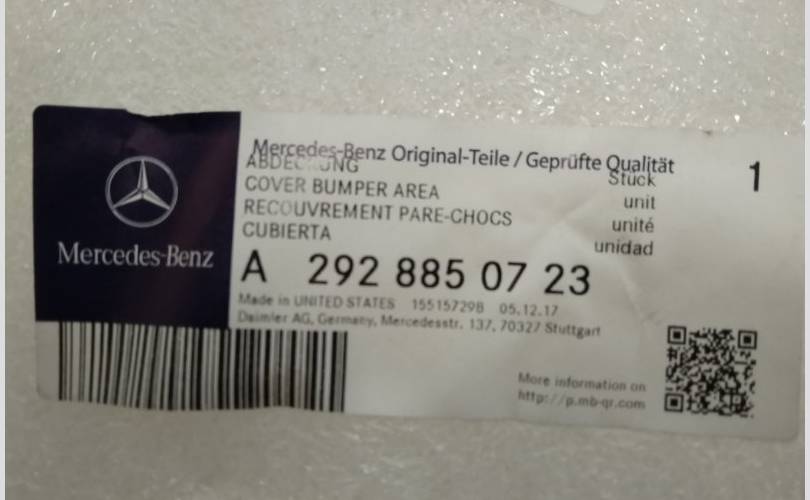 Mercedes-Benz
Mercedes-Benz Original-Teile / Geprüfte Qualität
ABDECKUNG
COVER BUMPER AREA
RECOUVREMENT PARE-CHOCS
CUBIERTA
Stück
unit
unité
unidad
1
A 292 885 07 23
Made in UNITED STATES 155157298 05.12.17
Daimler AG, Germany, Mercedesstr. 137, 70327 Stuttgart
More information on
http://p.mb-qr.com